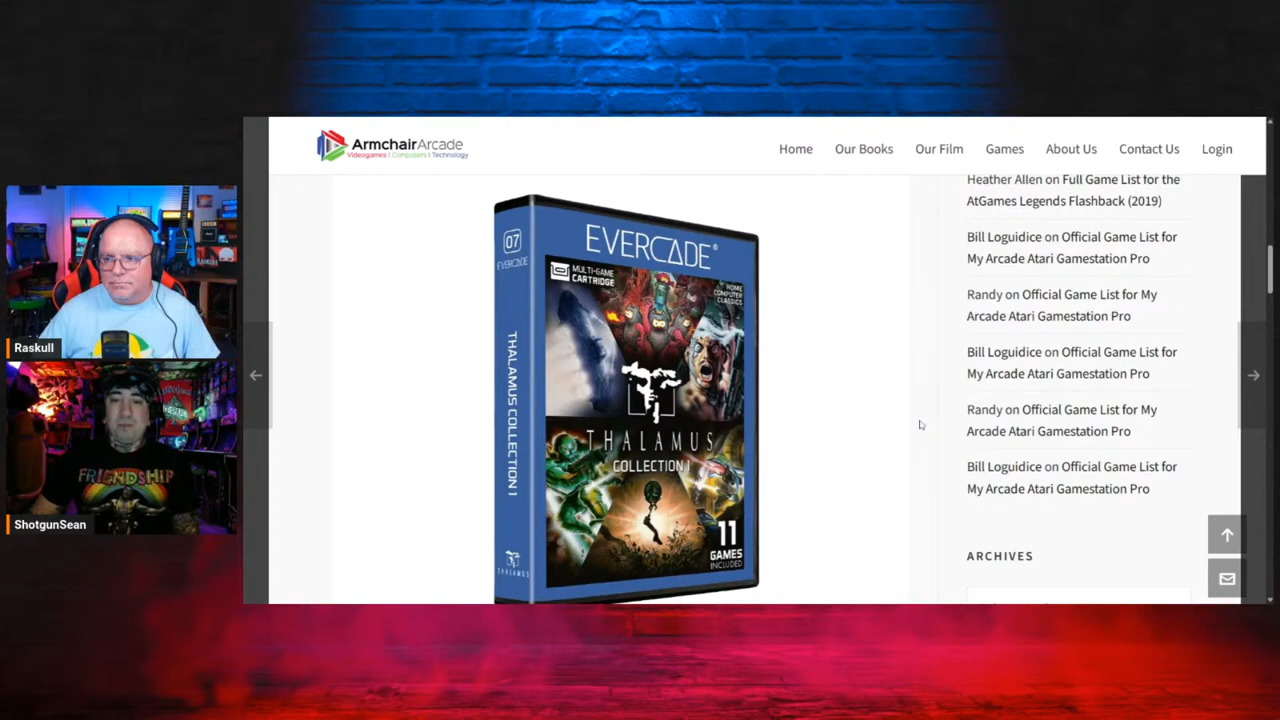 ArmchairArcade
Videogames | Computers | Technology
Home
Our Books
Our Film
Games
About Us
Contact Us
Login
Heather Allen on Full Game List for the
AtGames Legends Flashback (2019)
Bill Loguidice on Official Game List for
My Arcade Atari Gamestation Pro
Randy on Official Game List for My
Arcade Atari Gamestation Pro
Bill Loguidice on Official Game List for
My Arcade Atari Gamestation Pro
Randy on Official Game List for My
Arcade Atari Gamestation Pro
Bill Loguidice on Official Game List for
My Arcade Atari Gamestation Pro
ARCHIVES
07
EVERCADE
THALAMUS COLLECTION 1
THALAMUS
EVERCADE®
MULTI-GAME
CARTRIDGE
HOME
COMPUTER
CLASSICS
THALAMUS
COLLECTION 1
11
GAMES
INCLUDED
Raskull
FRIENDSHIP
ShotgunSean